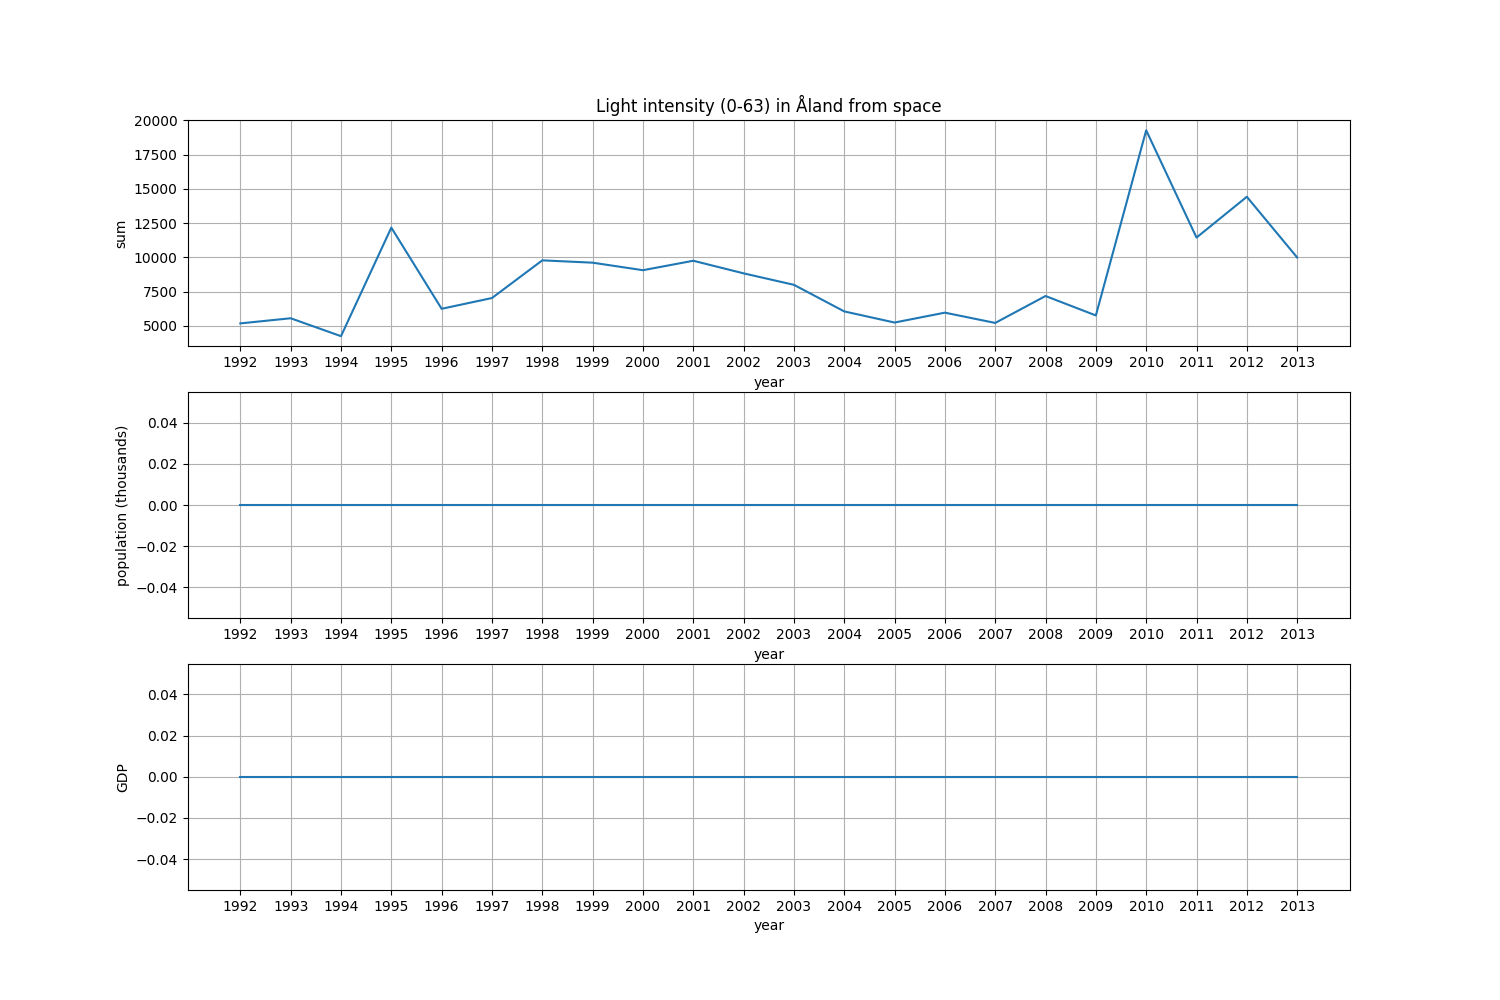 Light intensity (0-63) in Åland from space
20000
17500
15000
12500
10000
7500
5000
sum
1992 1993 1994 1995 1996 1997 1998 1999 2000 2001 2002 2003 2004 2005 2006 2007 2008 2009 2010 2011 2012 2013
year
0.04
0.02
0.00
−0.02
−0.04
population (thousands)
1992 1993 1994 1995 1996 1997 1998 1999 2000 2001 2002 2003 2004 2005 2006 2007 2008 2009 2010 2011 2012 2013
year
0.04
0.02
0.00
−0.02
−0.04
GDP
1992 1993 1994 1995 1996 1997 1998 1999 2000 2001 2002 2003 2004 2005 2006 2007 2008 2009 2010 2011 2012 2013
year